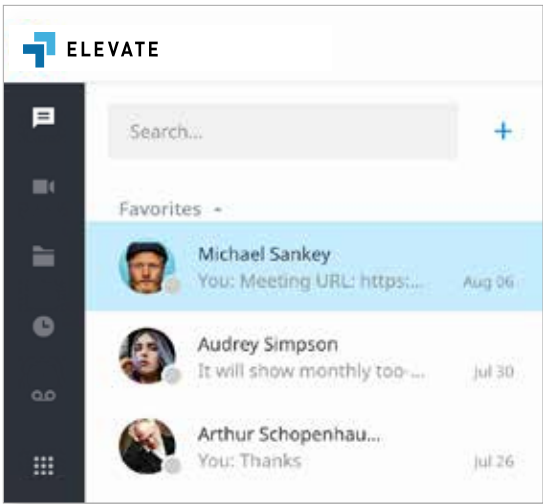 ELEVATE
Search...
Favorites
Michael Sankey
You: Meeting URL: https:...
Aug 06
Audrey Simpson
It will show monthly too-...
Jul 30
Arthur Schopenhau...
You: Thanks
Jul 26